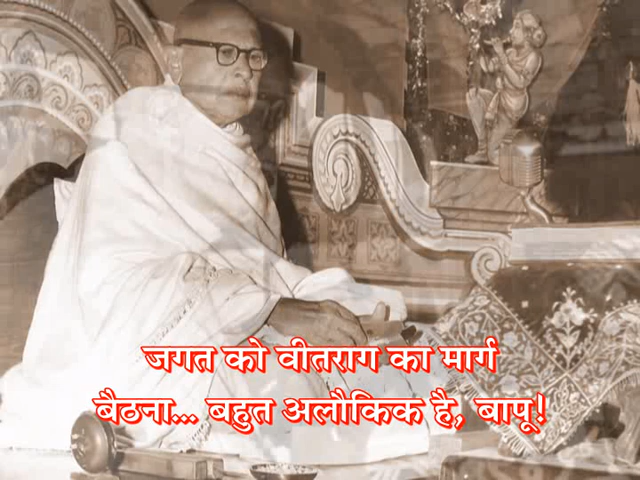 जगत को वीतराग का मार्ग
बैठना... बहुत अलौकिक है, बापू!